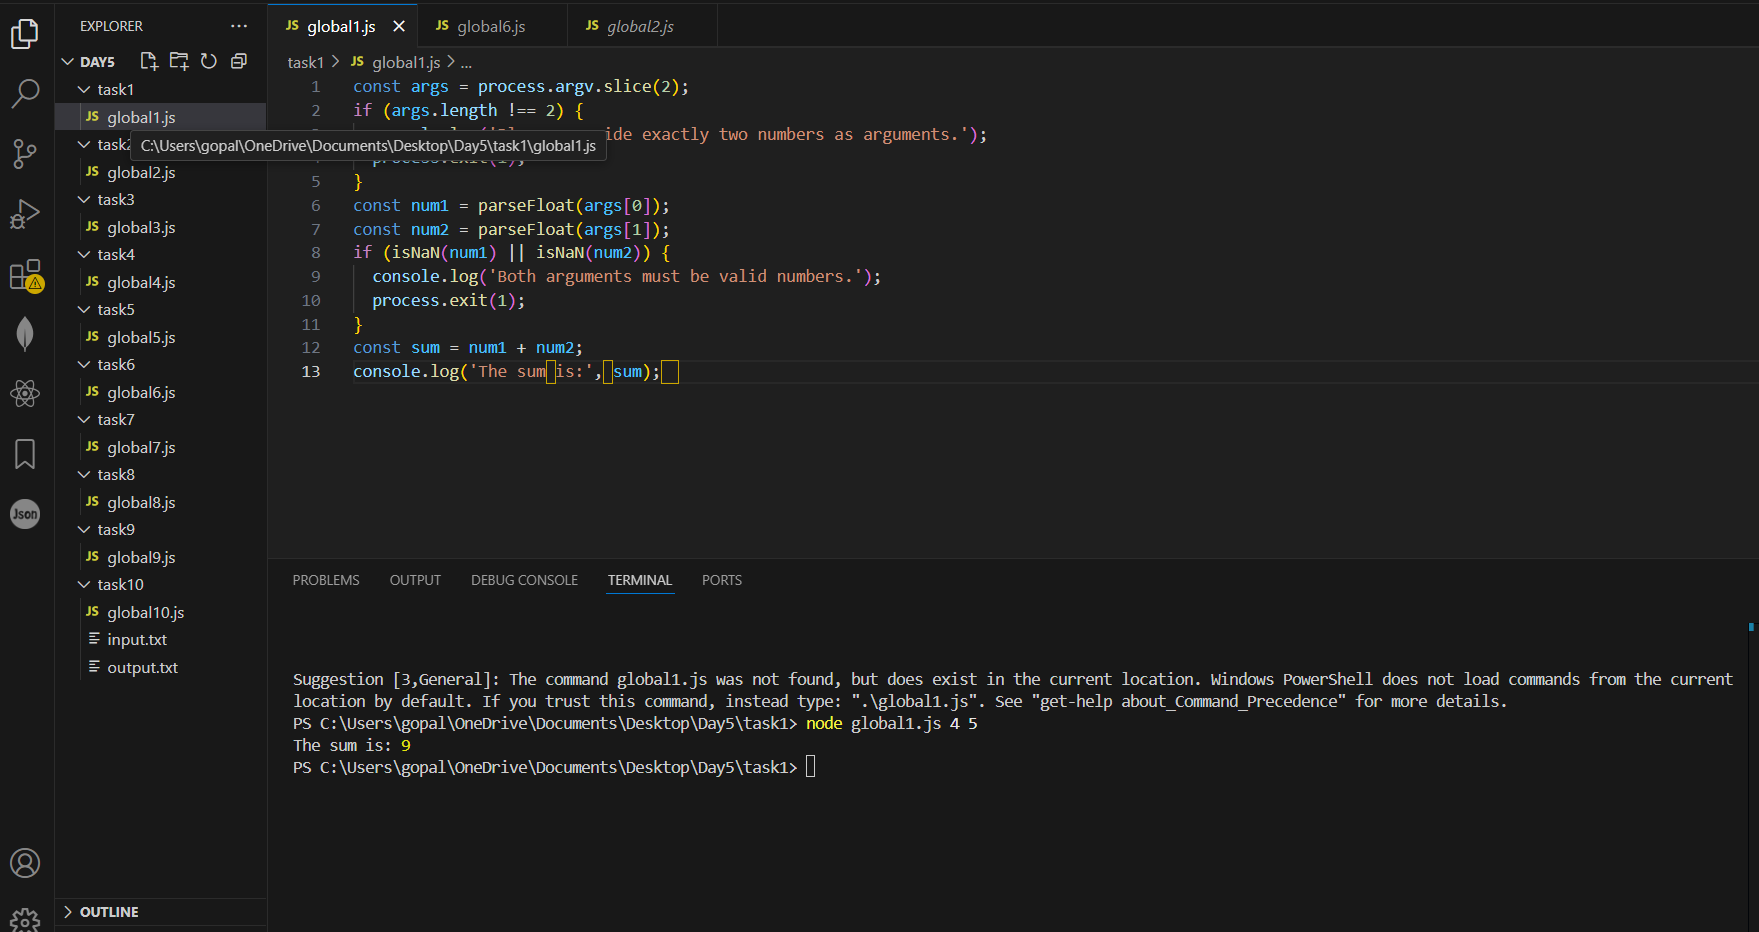 EXPLORER
DAY5
task1
JS global1.js
task2
JS global2.js
task3
JS global3.js
task4
JS global4.js
task5
JS global5.js
task6
JS global6.js
task7
JS global7.js
task8
JS global8.js
task9
JS global9.js
task10
JS global10.js
input.txt
output.txt
OUTLINE
Json
JS global1.js
JS global6.js
JS global2.js
task1 > JS global1.js > ...
1 const args = process.argv.slice(2);
2 if (args.length !== 2) {
ide exactly two numbers as arguments.');
C:\Users\gopal\OneDrive\Documents\Desktop\Day5\task1\global1.js
process.exit(1);
5 }
6 const num1 = parseFloat(args[0]);
7 const num2 = parseFloat(args[1]);
8 if (isNaN(num1) || isNaN(num2)) {
9 console.log('Both arguments must be valid numbers.');
10 process.exit(1);
11 }
12 const sum = num1 + num2;
13 console.log('The sum is:', sum);
PROBLEMS OUTPUT DEBUG CONSOLE TERMINAL PORTS
Suggestion [3,General]: The command global1.js was not found, but does exist in the current location. Windows PowerShell does not load commands from the current
location by default. If you trust this command, instead type: ".\global1.js". See "get-help about_Command_Precedence" for more details.
PS C:\Users\gopal\OneDrive\Documents\Desktop\Day5\task1> node global1.js 4 5
The sum is: 9
PS C:\Users\gopal\OneDrive\Documents\Desktop\Day5\task1>